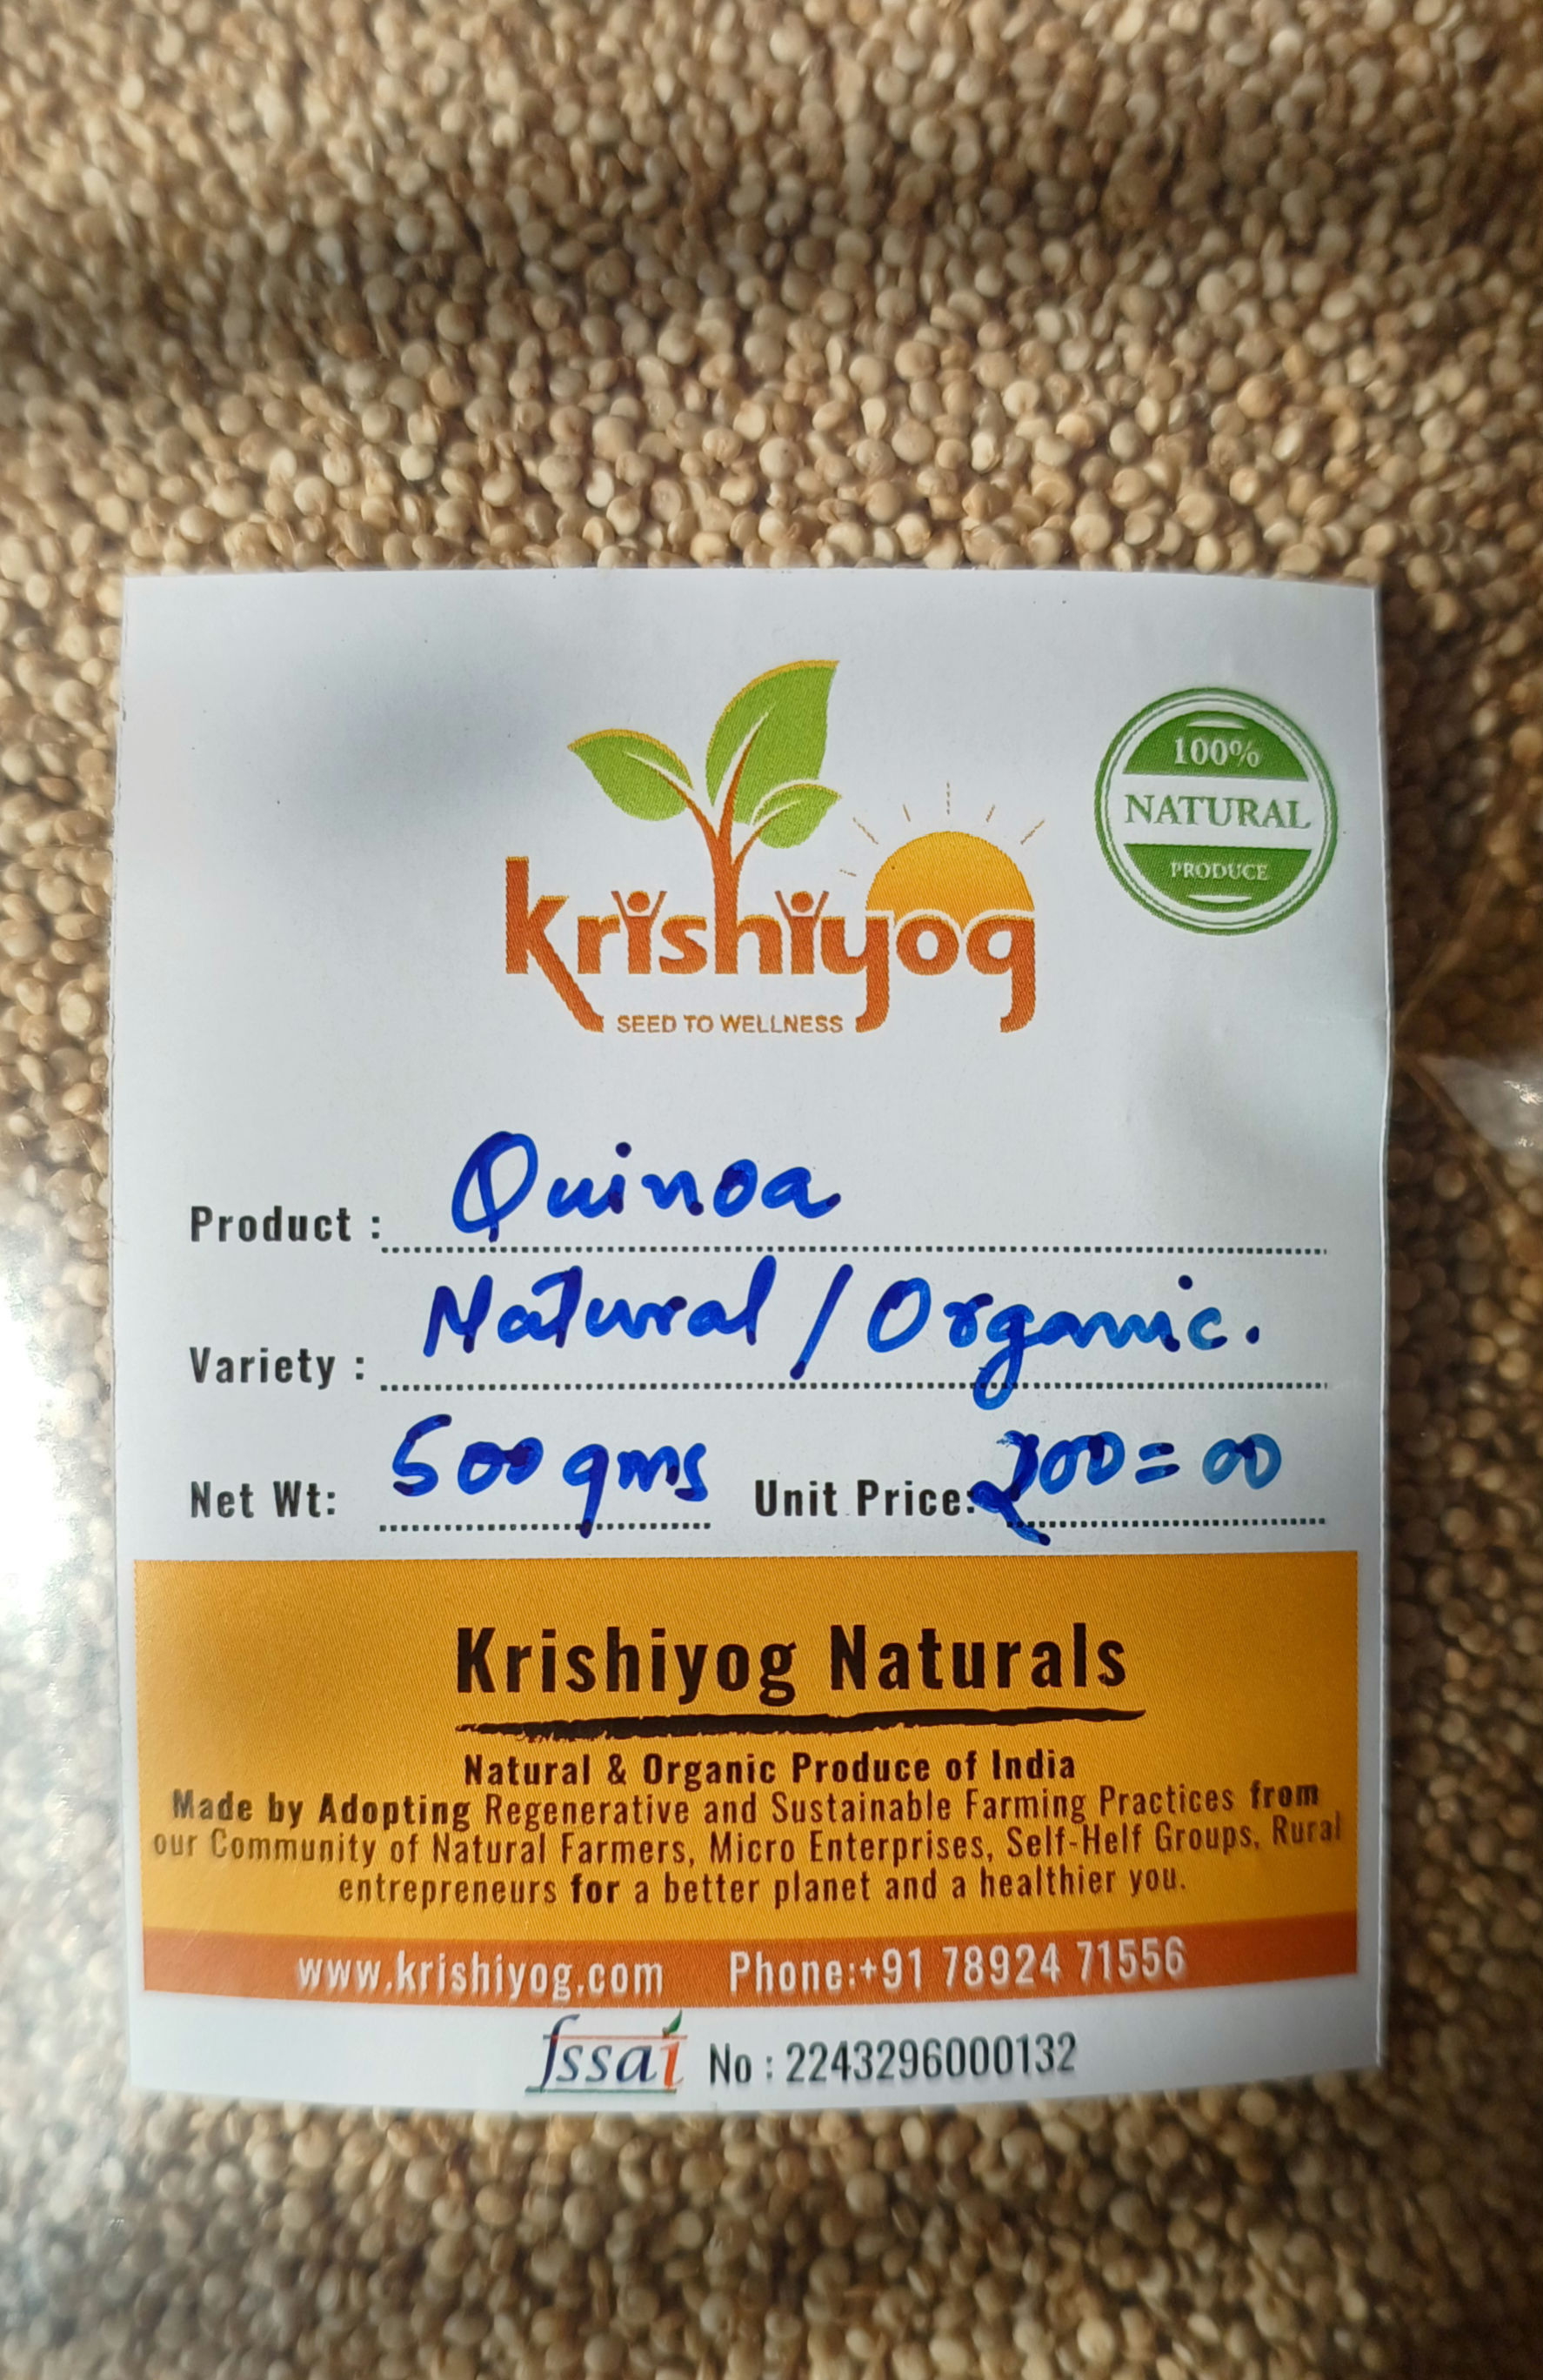 100%
NATURAL
PRODUCE
krishiyog
SEED TO WELLNESS
Product : Quinoa
Variety : Natural / Organic.
Net Wt: 500 gms Unit Price: 200=00
Krishiyog Naturals
Natural & Organic Produce of India
Made by Adopting Regenerative and Sustainable Farming Practices from
our Community of Natural Farmers, Micro Enterprises, Self-Helf Groups, Rural
entrepreneurs for a better planet and a healthier you.
www.krishiyog.com Phone:+91 78924 71556
fssai No : 2243296000132